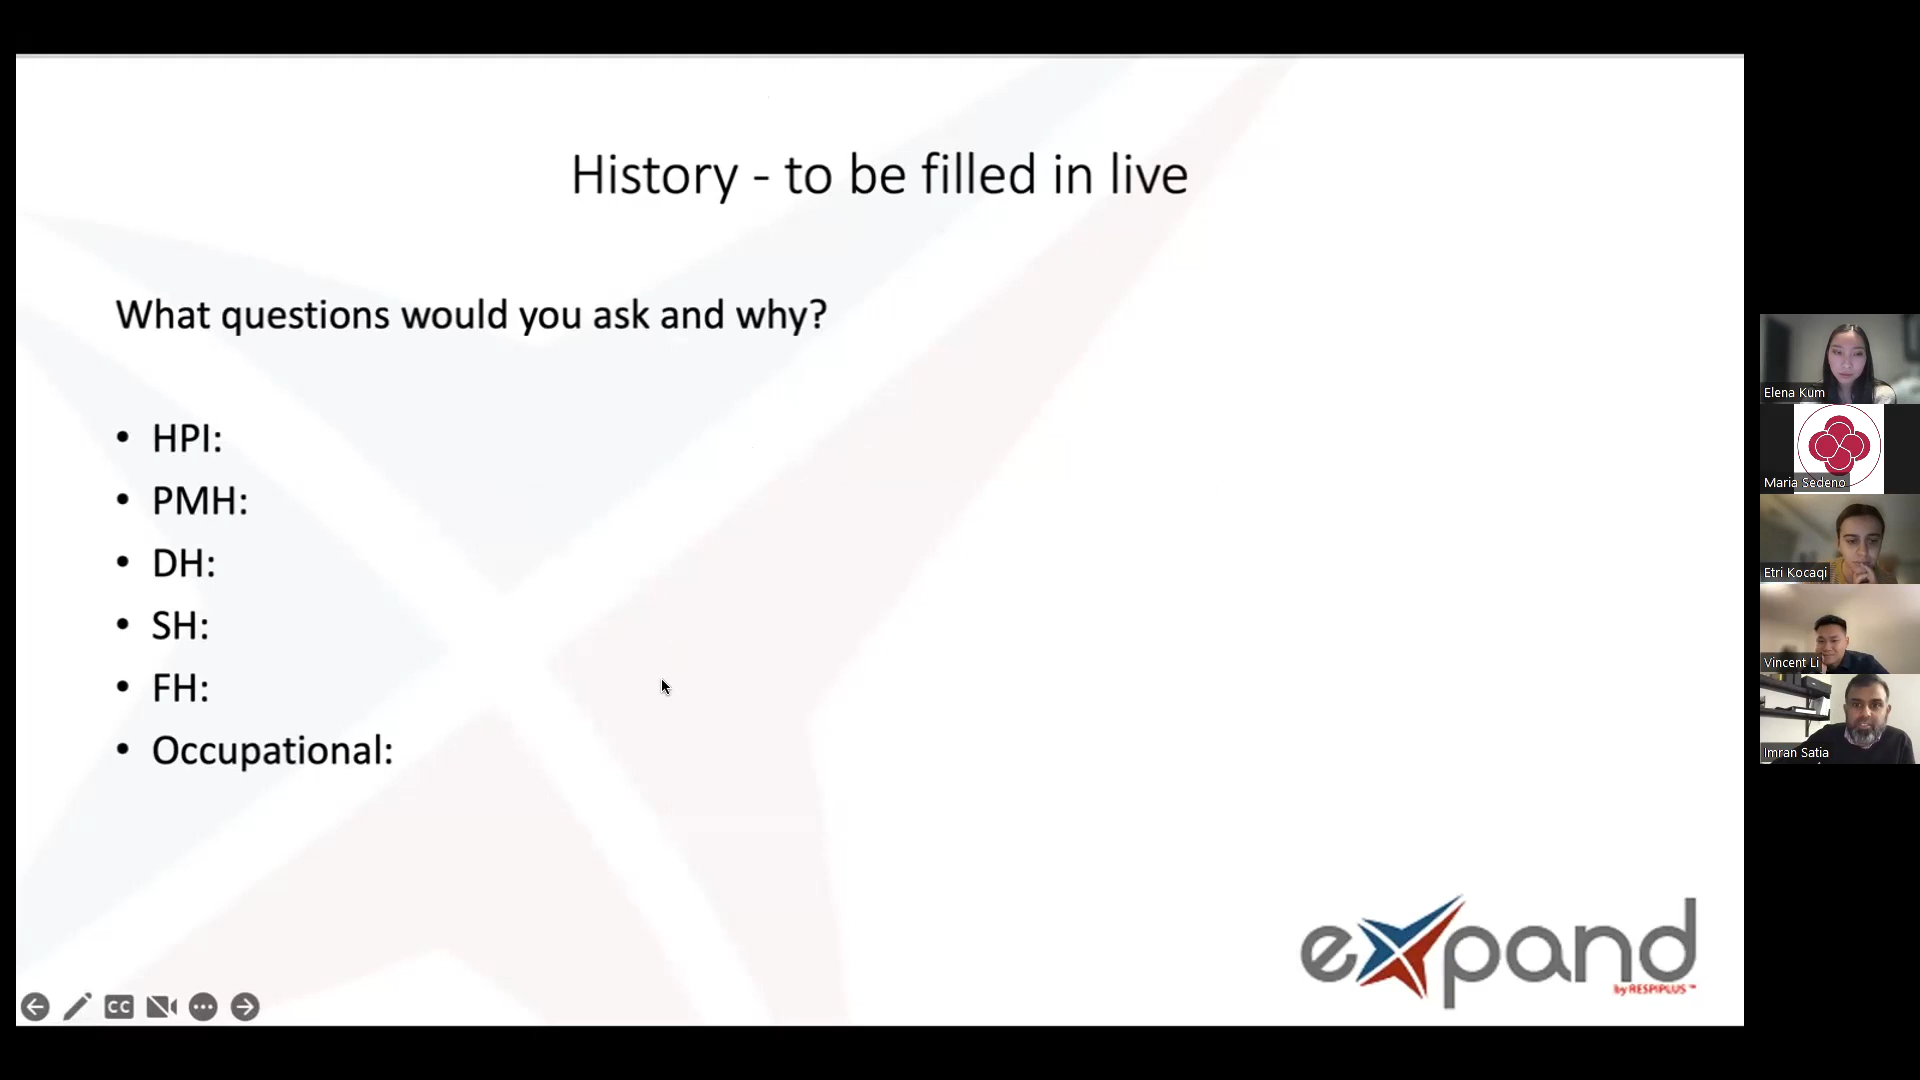 History - to be filled in live
What questions would you ask and why?
• HPI:
• PMH:
• DH:
• SH:
• FH:
• Occupational:
expand
by RESPIPLUS™
CC
Elena Kum
Maria Sedeno
Etri Kocaqi
Vincent Li
Imran Satia